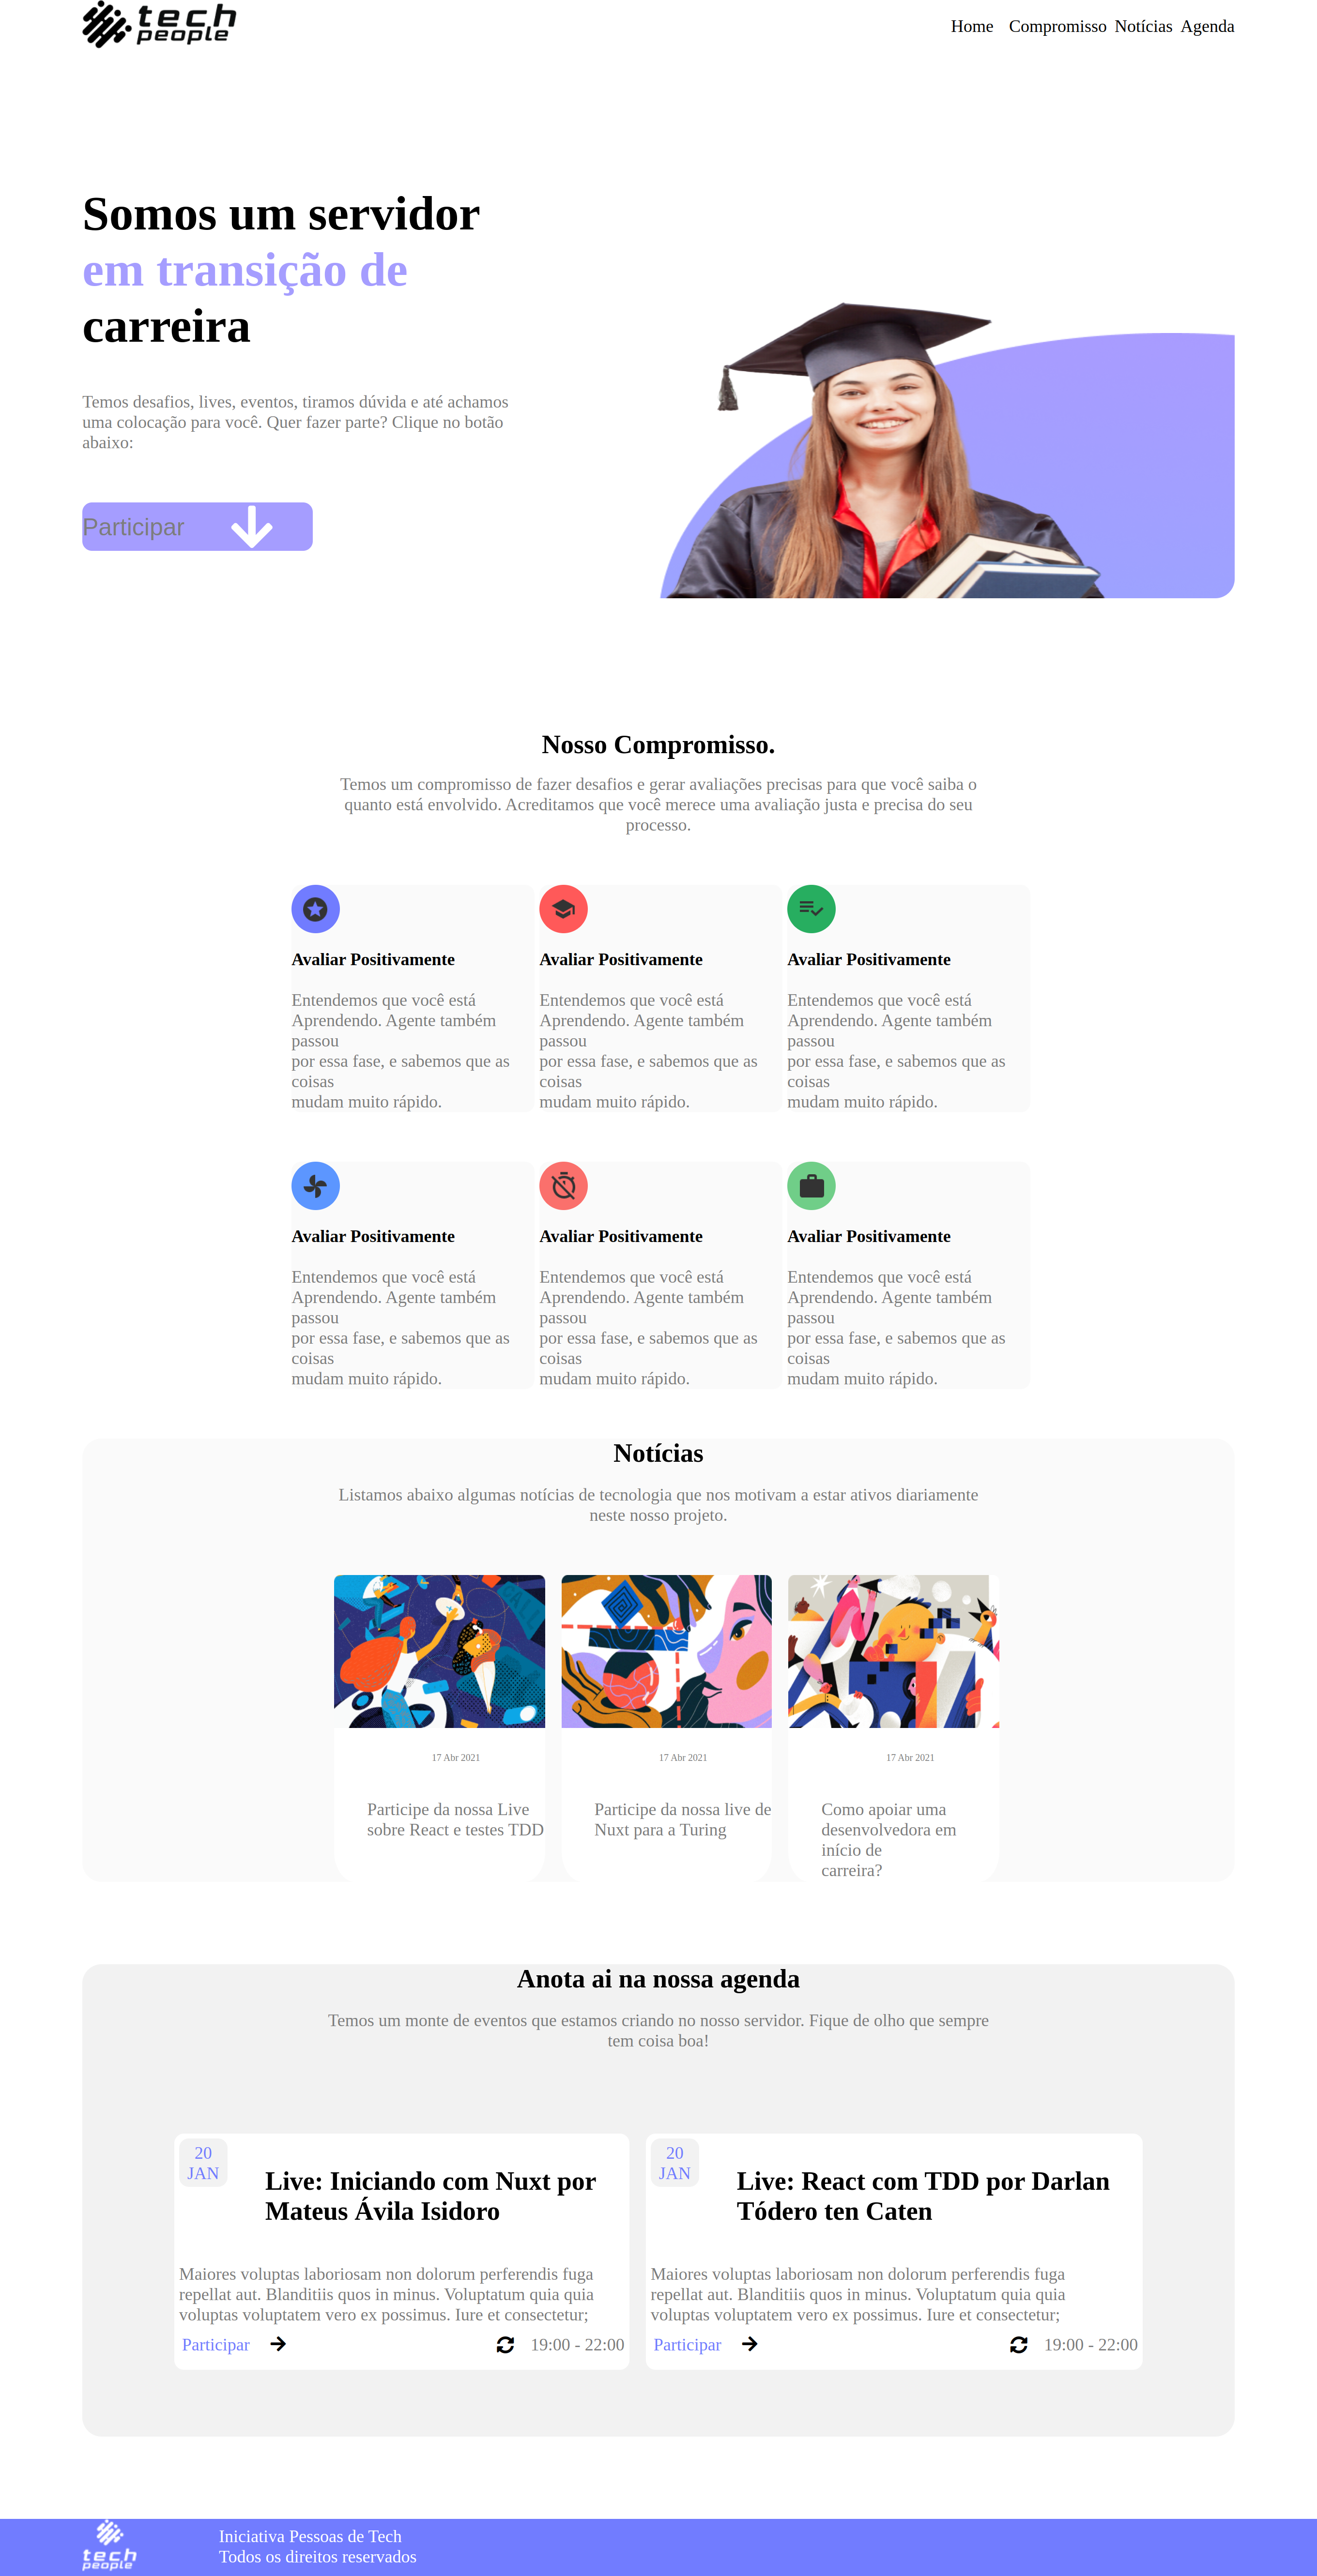 tech
people
Home Compromisso Notícias Agenda
Somos um servidor
em transição de
carreira
Temos desafios, lives, eventos, tiramos dúvida e até achamos
uma colocação para você. Quer fazer parte? Clique no botão
abaixo:
Participar
Nosso Compromisso.
Temos um compromisso de fazer desafios e gerar avaliações precisas para que você saiba o
quanto está envolvido. Acreditamos que você merece uma avaliação justa e precisa do seu
processo.
Avaliar Positivamente
Entendemos que você está
Aprendendo. Agente também
passou
por essa fase, e sabemos que as
coisas
mudam muito rápido.
Avaliar Positivamente
Entendemos que você está
Aprendendo. Agente também
passou
por essa fase, e sabemos que as
coisas
mudam muito rápido.
Avaliar Positivamente
Entendemos que você está
Aprendendo. Agente também
passou
por essa fase, e sabemos que as
coisas
mudam muito rápido.
Avaliar Positivamente
Entendemos que você está
Aprendendo. Agente também
passou
por essa fase, e sabemos que as
coisas
mudam muito rápido.
Avaliar Positivamente
Entendemos que você está
Aprendendo. Agente também
passou
por essa fase, e sabemos que as
coisas
mudam muito rápido.
Avaliar Positivamente
Entendemos que você está
Aprendendo. Agente também
passou
por essa fase, e sabemos que as
coisas
mudam muito rápido.
Notícias
Listamos abaixo algumas notícias de tecnologia que nos motivam a estar ativos diariamente
neste nosso projeto.
17 Abr 2021
Participe da nossa Live
sobre React e testes TDD
17 Abr 2021
Participe da nossa live de
Nuxt para a Turing
17 Abr 2021
Como apoiar uma
desenvolvedora em
início de
carreira?
Anota ai na nossa agenda
Temos um monte de eventos que estamos criando no nosso servidor. Fique de olho que sempre
tem coisa boa!
20
JAN
Live: Iniciando com Nuxt por
Mateus Ávila Isidoro
Maiores voluptas laboriosam non dolorum perferendis fuga
repellat aut. Blanditiis quos in minus. Voluptatum quia quia
voluptas voluptatem vero ex possimus. Iure et consectetur;
Participar 19:00 - 22:00
20
JAN
Live: React com TDD por Darlan
Tódero ten Caten
Maiores voluptas laboriosam non dolorum perferendis fuga
repellat aut. Blanditiis quos in minus. Voluptatum quia quia
voluptas voluptatem vero ex possimus. Iure et consectetur;
Participar 19:00 - 22:00
tech
people
Iniciativa Pessoas de Tech
Todos os direitos reservados